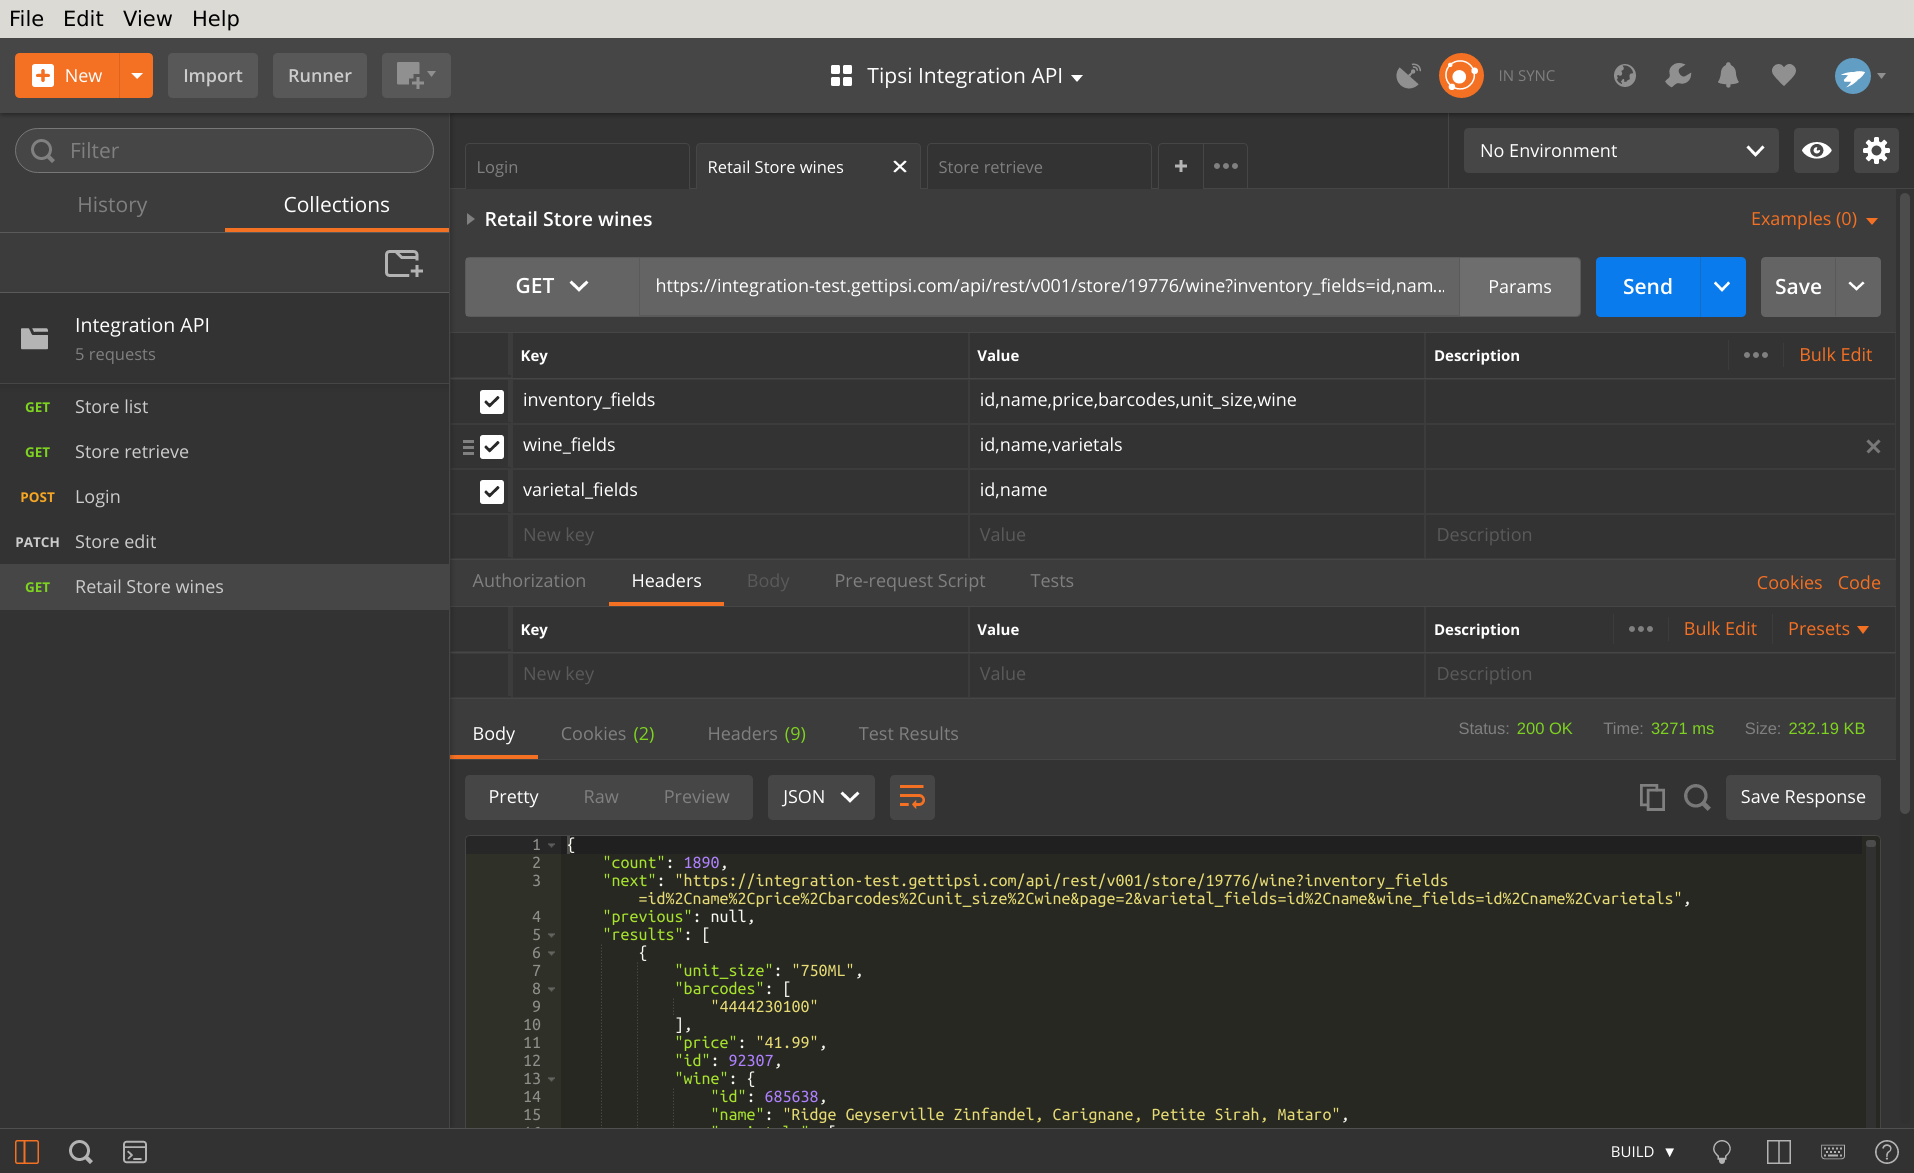 File Edit View Help
New Import Runner Tipsi Integration API IN SYNC
Filter
History Collections
Integration API
5 requests
GET Store list
GET Store retrieve
POST Login
PATCH Store edit
GET Retail Store wines
Login Retail Store wines Store retrieve
No Environment
Retail Store wines Examples (0)
GET https://integration-test.gettipsi.com/api/rest/v001/store/19776/wine?inventory_fields=id,nam... Params Send Save
Key Value Description Bulk Edit
inventory_fields id,name,price,barcodes,unit_size,wine
wine_fields id,name,varietals
varietal_fields id,name
New key Value Description
Authorization Headers Body Pre-request Script Tests Cookies Code
Key Value Description Bulk Edit Presets
New key Value Description
Body Cookies (2) Headers (9) Test Results Status: 200 OK Time: 3271 ms Size: 232.19 KB
Pretty Raw Preview JSON Save Response
1 {
2 "count": 1890,
3 "next": "https://integration-test.gettipsi.com/api/rest/v001/store/19776/wine?inventory_fields
=id%2Cname%2Cprice%2Cbarcodes%2Cunit_size%2Cwine&page=2&varietal_fields=id%2Cname&wine_fields=id%2Cname%2Cvarietals",
4 "previous": null,
5 "results": [
6 {
7 "unit_size": "750ML",
8 "barcodes": [
9 "4444230100"
10 ],
11 "price": "41.99",
12 "id": 92307,
13 "wine": {
14 "id": 685638,
15 "name": "Ridge Geyserville Zinfandel, Carignane, Petite Sirah, Mataro",
BUILD